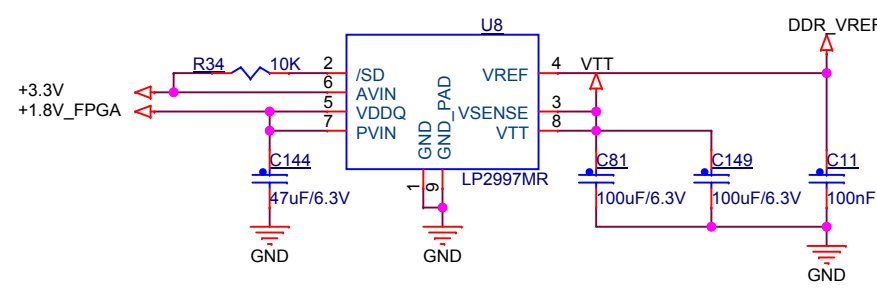 U8
DDR_VREF
R34 10K 2 /SD VREF 4 VTT
+3.3V 6 AVIN
+1.8V_FPGA 5 VDDQ VSENSE 3
7 PVIN VTT 8
GND
GND_PAD
C144 C81 C149 C11
1 9 LP2997MR
47uF/6.3V 100uF/6.3V 100uF/6.3V 100nF
GND GND
GND